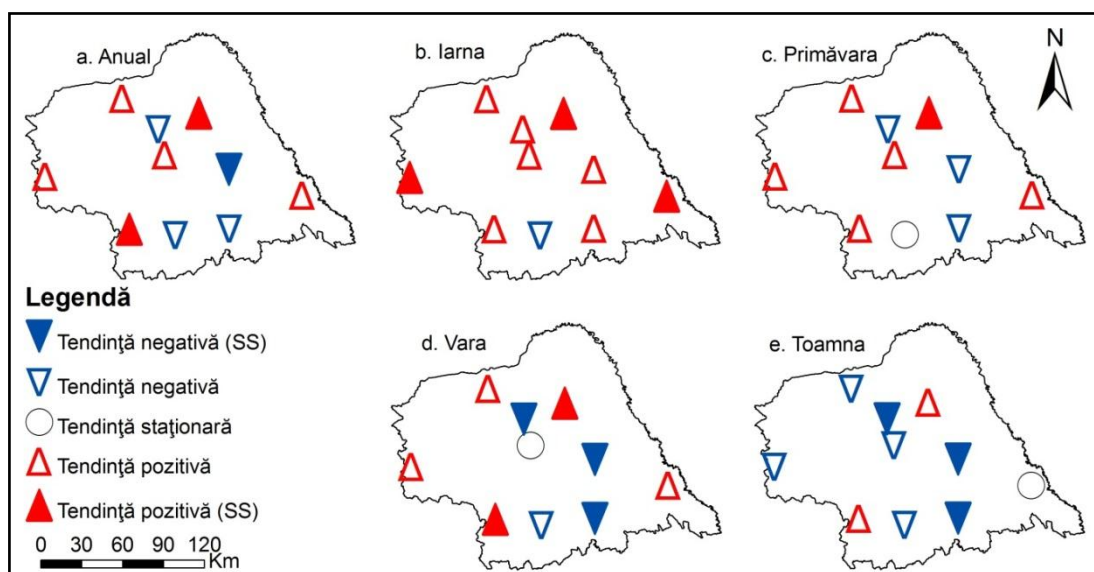 a. Anual
b. Iarna
c. Primăvara
N
Legendă
Tendinţă negativă (SS)
Tendinţă negativă
Tendinţă staţionară
Tendinţă pozitivă
Tendinţă pozitivă (SS)
0 30 60 90 120
Km
d. Vara
e. Toamna